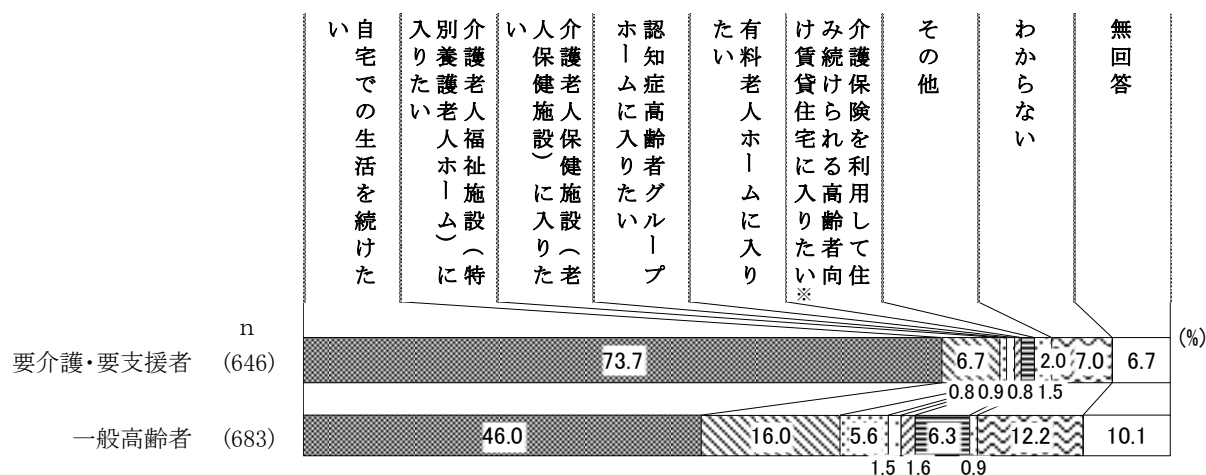 自宅での生活を続けた
い
介護老人福祉施設（特
別養護老人ホーム）に
入りたい
介護老人保健施設（老
人保健施設）に入りた
い
認知症高齢者グループ
ホームに入りたい
有料老人ホームに入り
たい
介護保険を利用して住
み続けられる高齢者向
け賃貸住宅に入りたい※
その他
わからない
無回答
n
(%)
要介護・要支援者 (646) 73.7 6.7 2.0 7.0 6.7
0.8 0.9 0.8 1.5
一般高齢者 (683) 46.0 16.0 5.6 6.3 12.2 10.1
1.5 1.6 0.9